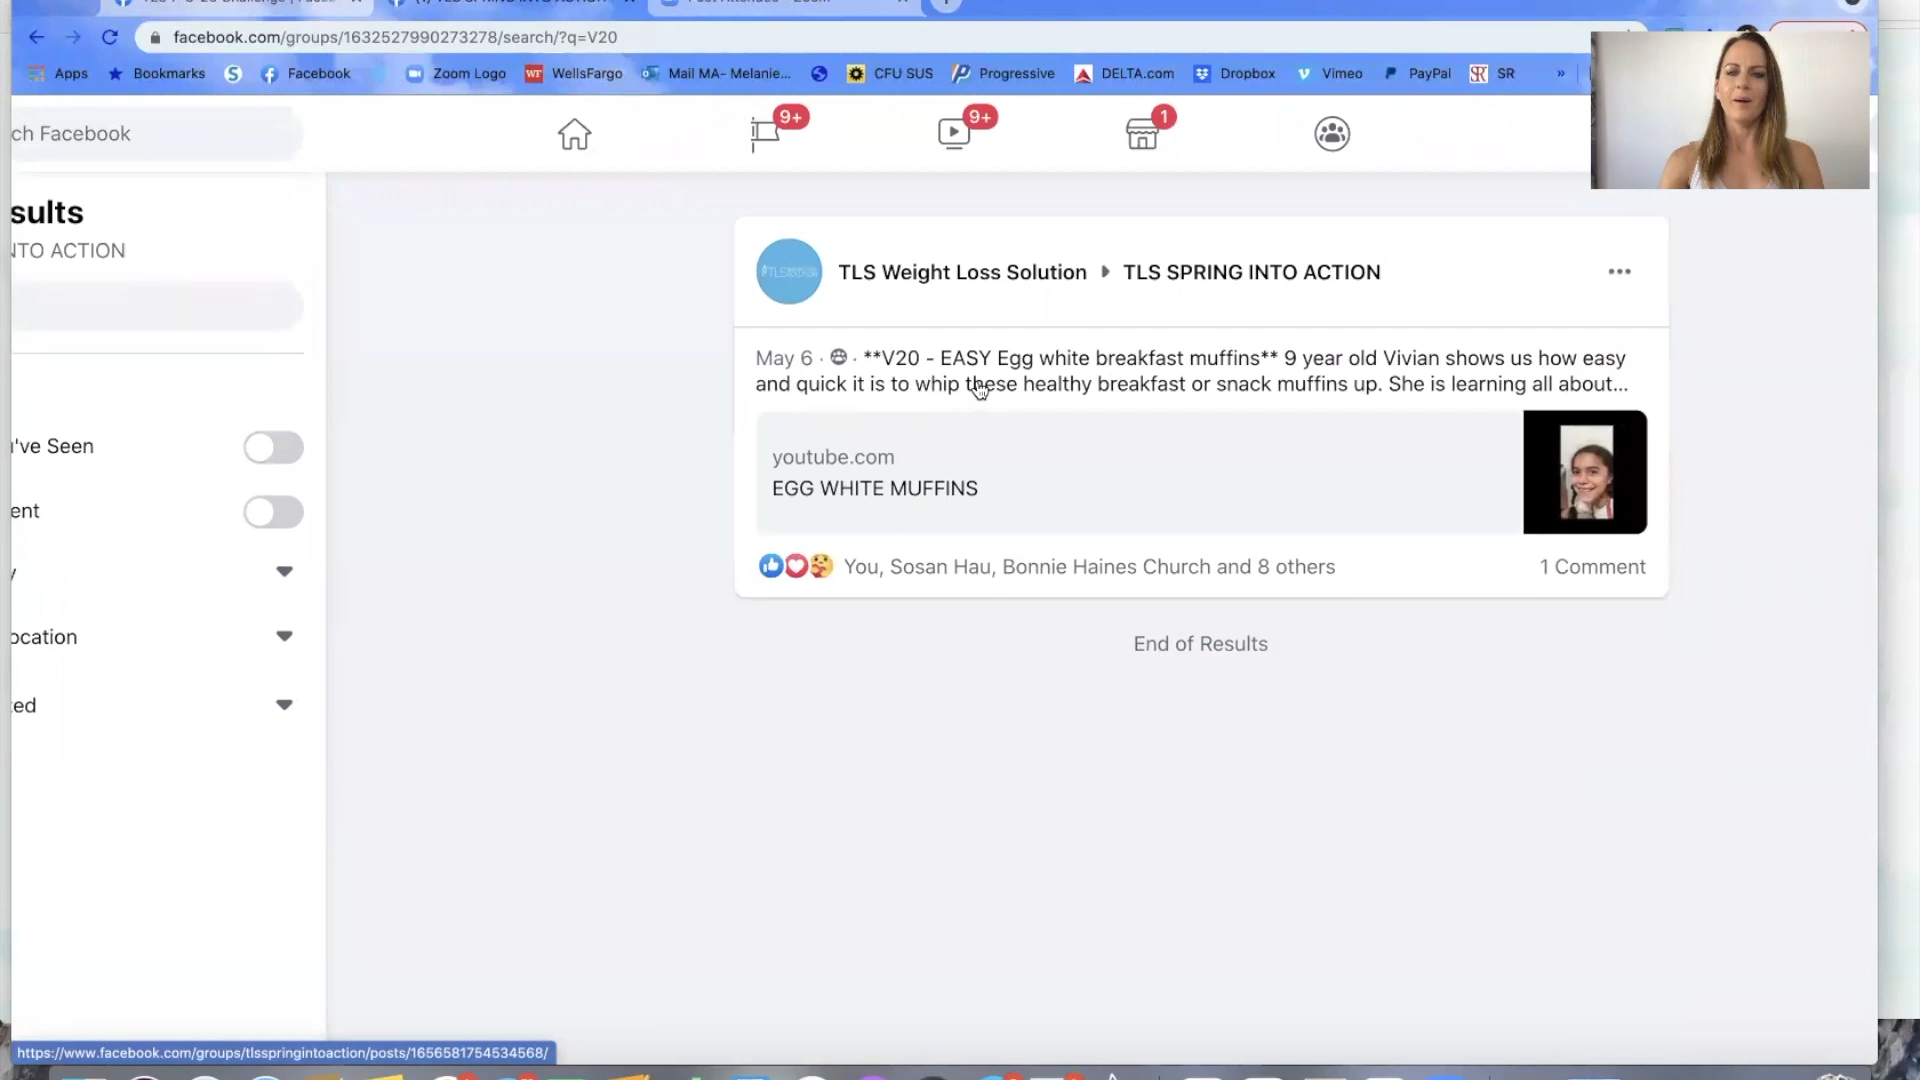 facebook.com/groups/1632527990273278/search/?q=V20
Apps Bookmarks Facebook Zoom Logo WellsFargo Mail MA- Melanie... CFU SUS Progressive DELTA.com Dropbox Vimeo PayPal SR »
ch Facebook
9+
9+
1
sults
NTO ACTION
TLS Weight Loss Solution TLS SPRING INTO ACTION
May 6 · **V20 - EASY Egg white breakfast muffins** 9 year old Vivian shows us how easy
and quick it is to whip these healthy breakfast or snack muffins up. She is learning all about...
've Seen
youtube.com
EGG WHITE MUFFINS
ent
You, Sosan Hau, Bonnie Haines Church and 8 others
1 Comment
y
ocation
End of Results
ted
https://www.facebook.com/groups/tlsspringintoaction/posts/1656581754534568/